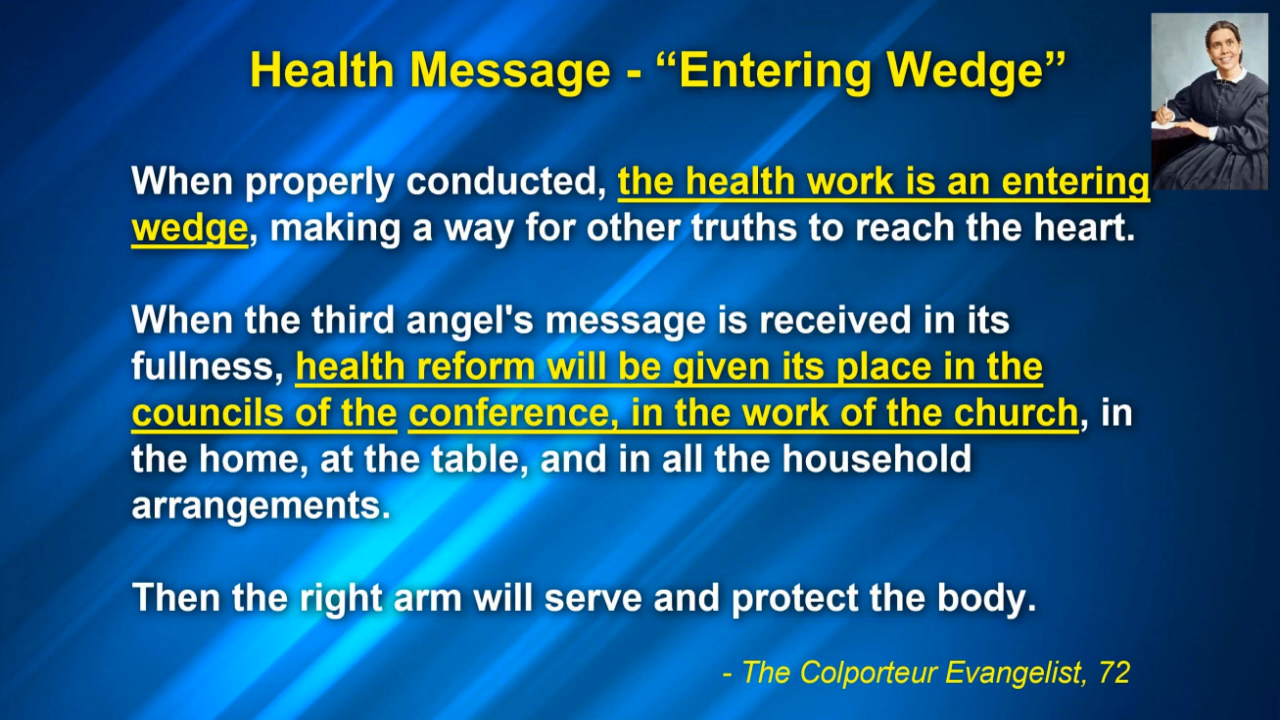 Health Message - “Entering Wedge”
When properly conducted, the health work is an entering
wedge, making a way for other truths to reach the heart.
When the third angel's message is received in its
fullness, health reform will be given its place in the
councils of the conference, in the work of the church, in
the home, at the table, and in all the household
arrangements.
Then the right arm will serve and protect the body.
- The Colporteur Evangelist, 72